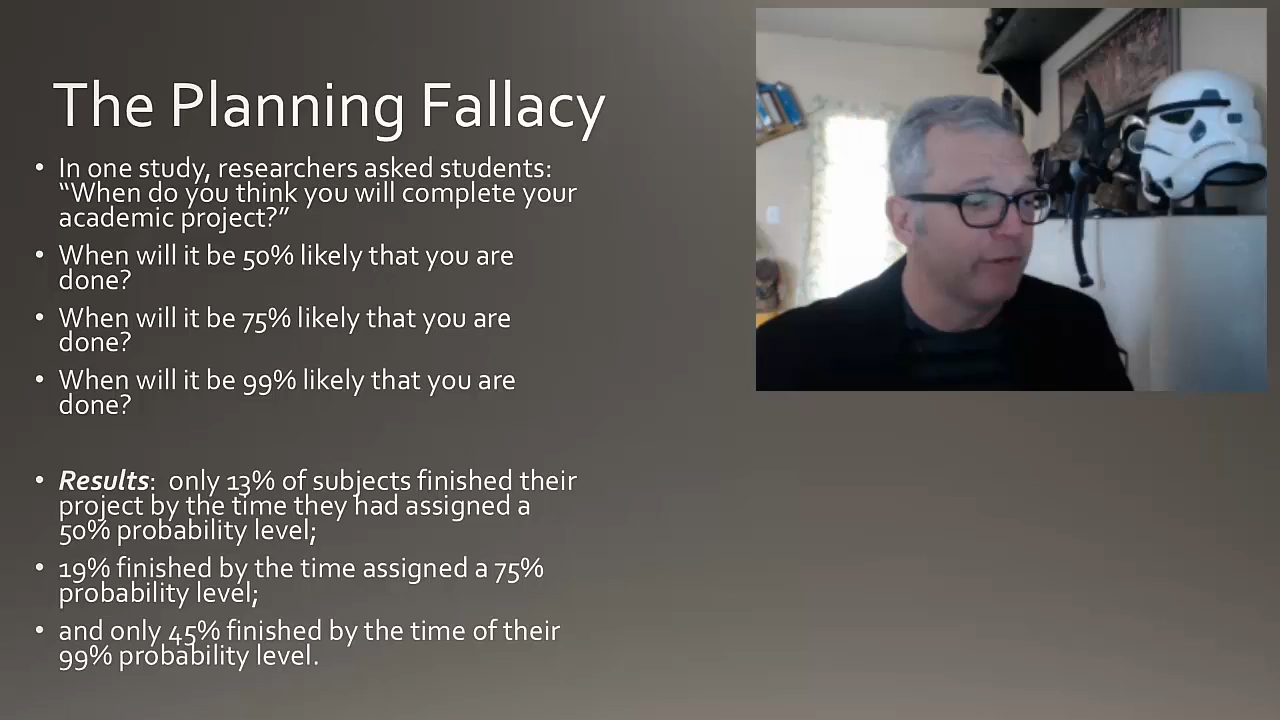 The Planning Fallacy
• In one study, researchers asked students:
“When do you think you will complete your
academic project?”
• When will it be 50% likely that you are
done?
• When will it be 75% likely that you are
done?
• When will it be 99% likely that you are
done?
• Results:  only 13% of subjects finished their
project by the time they had assigned a
50% probability level;
• 19% finished by the time assigned a 75%
probability level;
• and only 45% finished by the time of their
99% probability level.